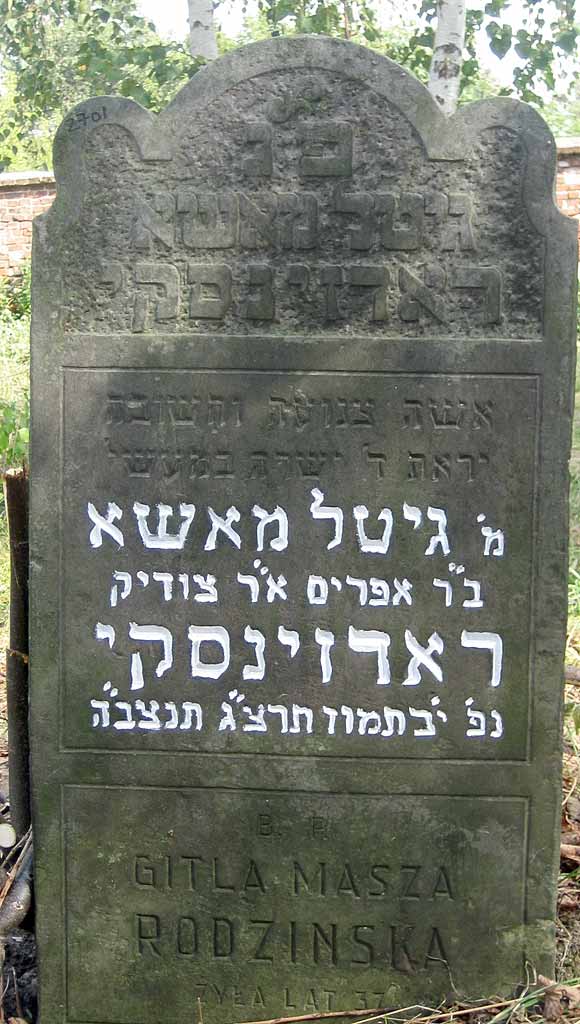 2701
פ״נ
גיטל מאשא
ראדזינסקי
אשה צנועה וחשובה
יראת ד׳ ישרת במעשי׳
מ׳ גיטל מאשא
ב״ר אפרים א״ר צודיק
ראדזינסקי
נפ׳ י״ב תמוז תרצ״ג תנצב״ה
B. P.
GITLA MASZA
RODZINSKA
ŻYŁA LAT 37